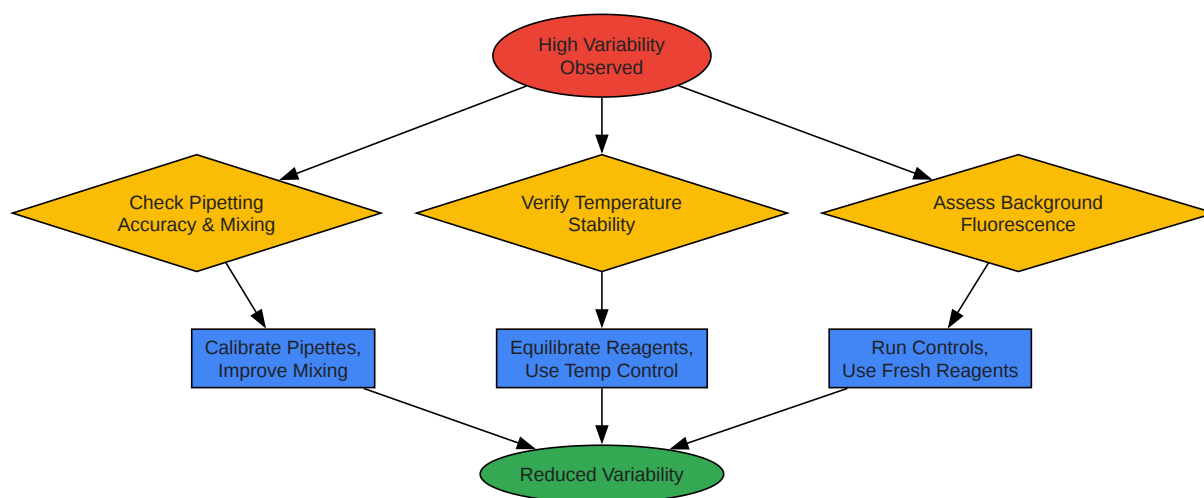 High Variability
Observed
Check Pipetting
Accuracy & Mixing
Verify Temperature
Stability
Assess Background
Fluorescence
Calibrate Pipettes,
Improve Mixing
Equilibrate Reagents,
Use Temp Control
Run Controls,
Use Fresh Reagents
Reduced Variability